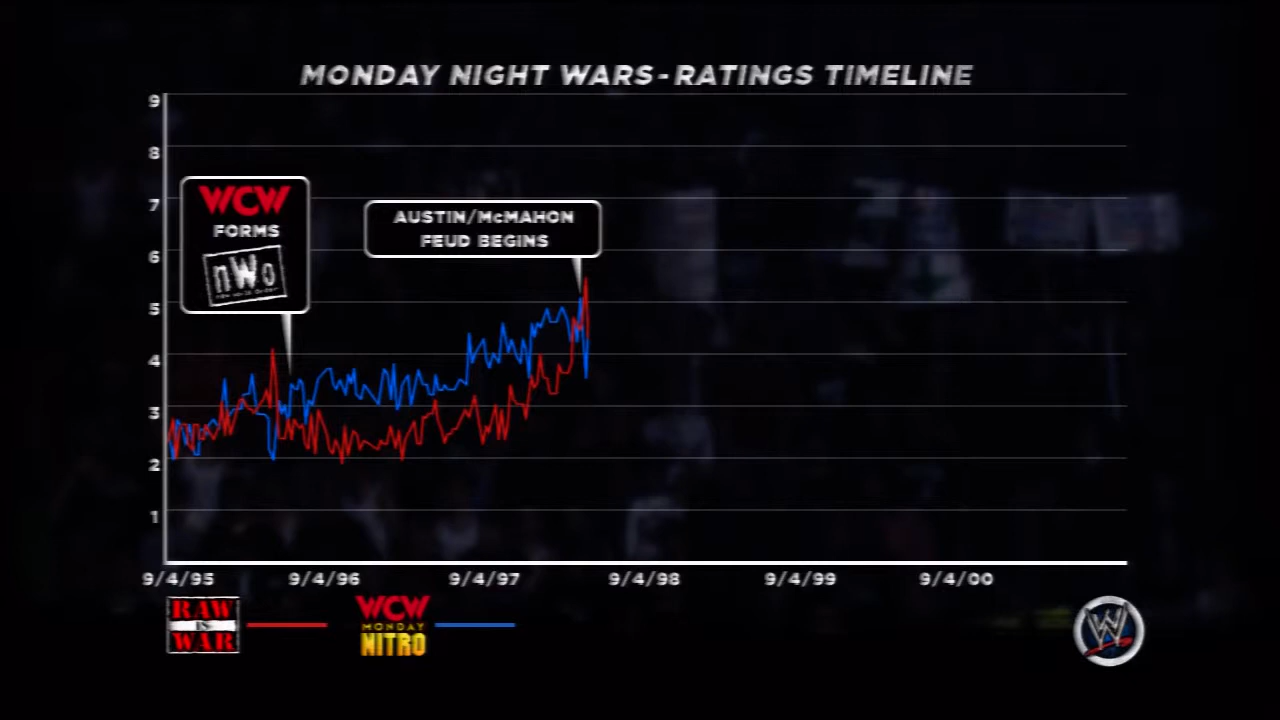 MONDAY NIGHT WARS-RATINGS TIMELINE
9
8
7
6
5
4
3
2
1
WCW
FORMS
nWo
AUSTIN/McMAHON
FEUD BEGINS
9/4/95 9/4/96 9/4/97 9/4/98 9/4/99 9/4/00
RAW
IS
WAR
WCW
MONDAY
NITRO
W